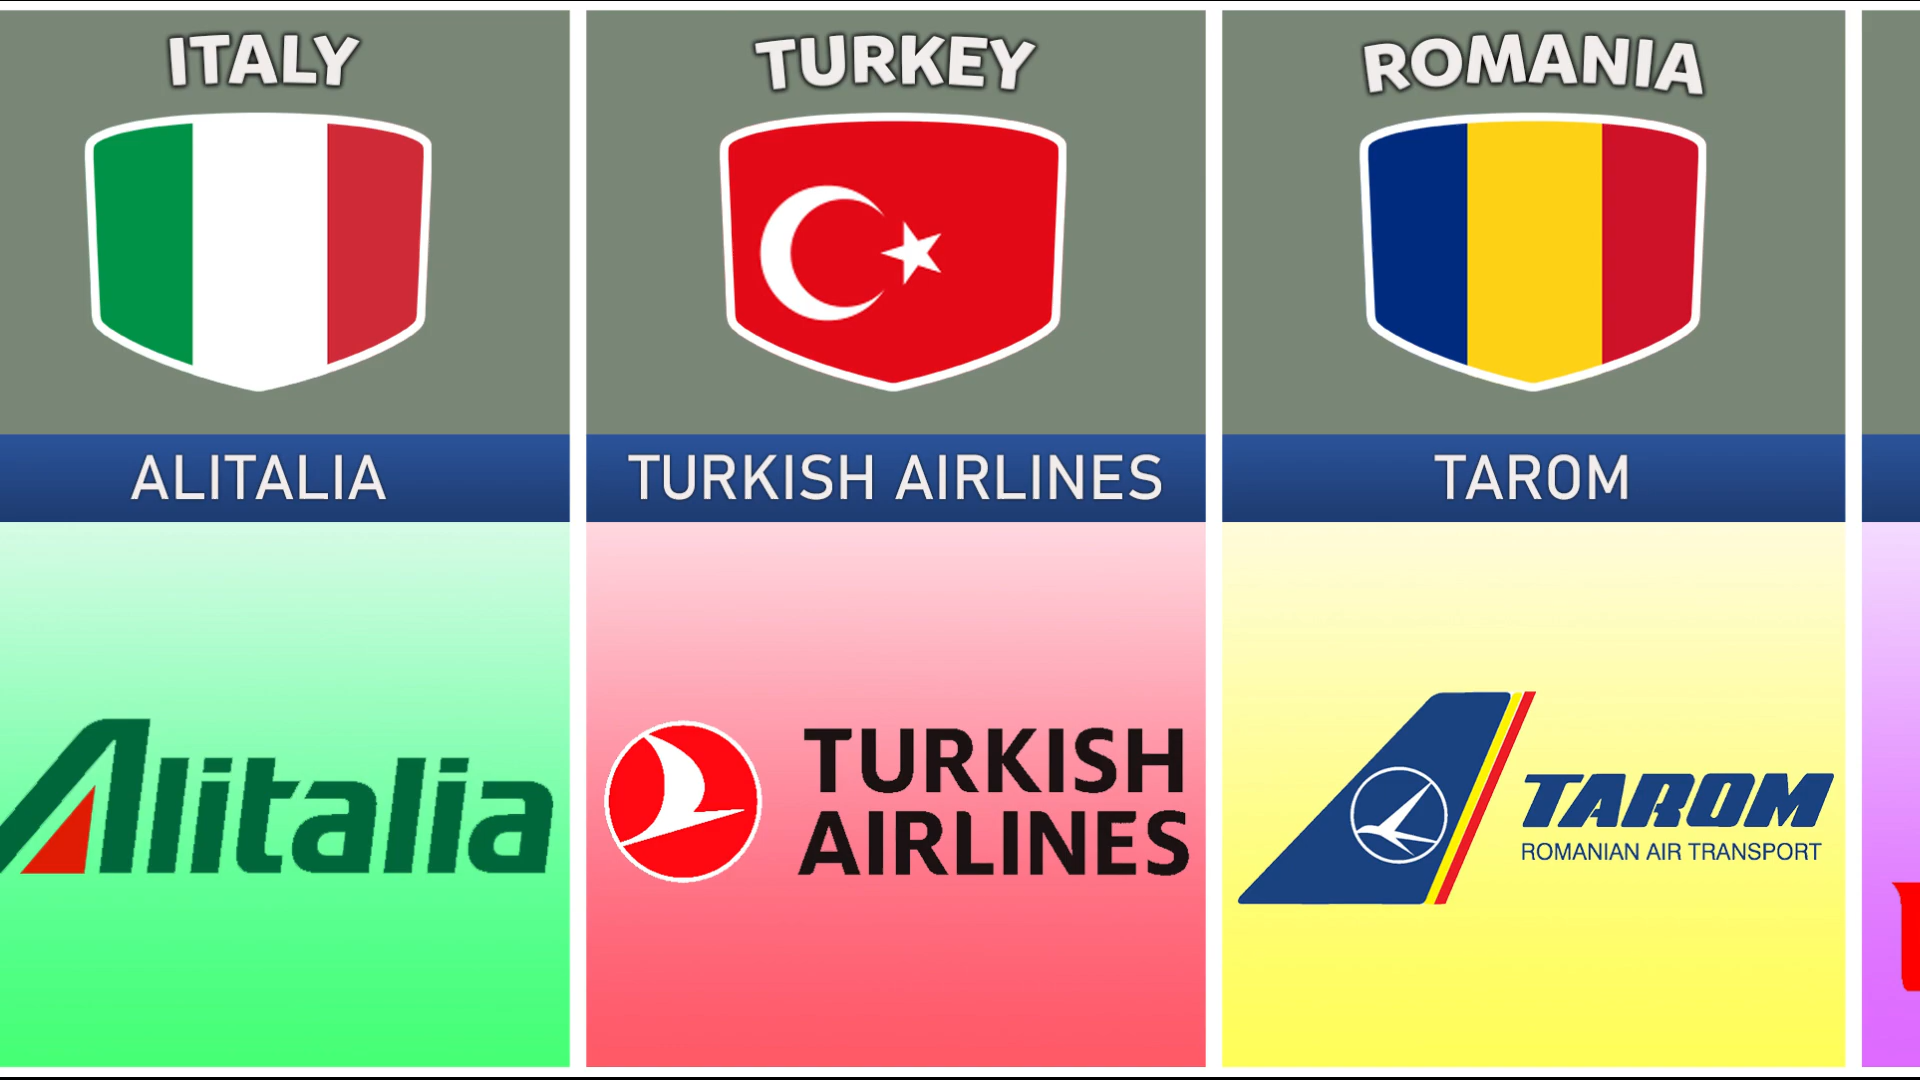 ITALY
TURKEY
ROMANIA
ALITALIA
TURKISH AIRLINES
TAROM
Alitalia
TURKISH
AIRLINES
TAROM
ROMANIAN AIR TRANSPORT